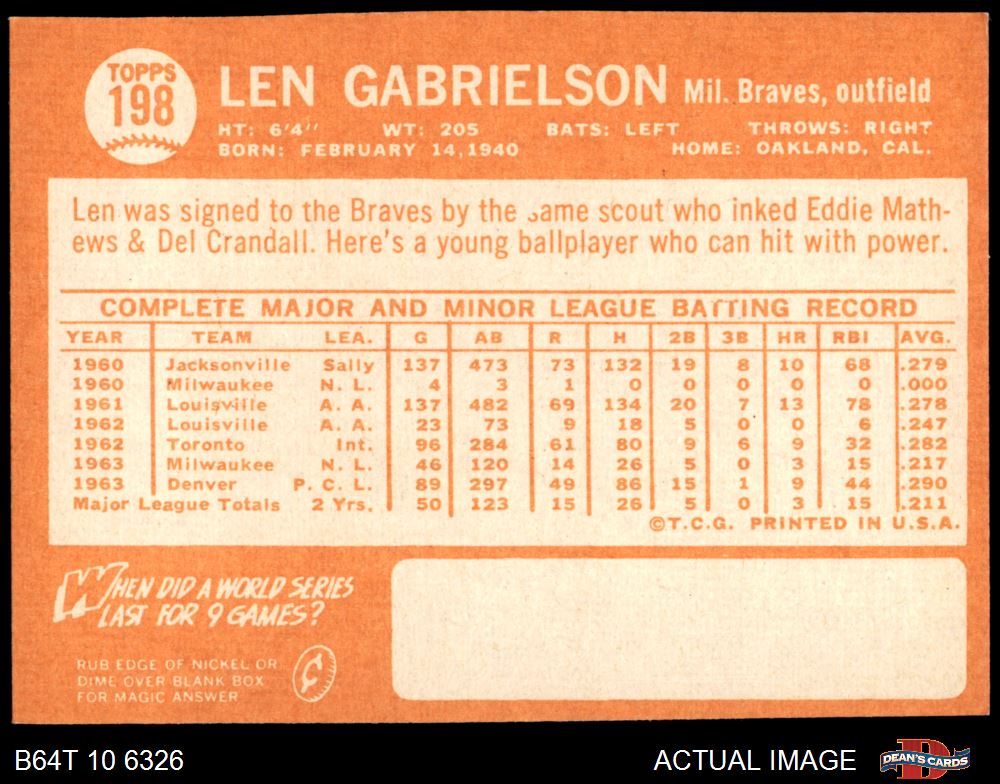 TOPPS
198
LEN GABRIELSON Mil. Braves, outfield
HT: 6'4" WT: 205 BATS: LEFT THROWS: RIGHT
BORN: FEBRUARY 14, 1940 HOME: OAKLAND, CAL.
Len was signed to the Braves by the same scout who inked Eddie Math-
ews & Del Crandall. Here's a young ballplayer who can hit with power.
COMPLETE MAJOR AND MINOR LEAGUE BATTING RECORD
YEAR TEAM LEA. G AB R H 2B 3B HR RBI AVG.
1960 Jacksonville Sally 137 473 73 132 19 8 10 68 .279
1960 Milwaukee N. L. 4 3 1 0 0 0 0 0 .000
1961 Louisville A. A. 137 482 69 134 20 7 13 78 .278
1962 Louisville A. A. 23 73 9 18 5 0 0 6 .247
1962 Toronto Int. 96 284 61 80 9 6 9 32 .282
1963 Milwaukee N. L. 46 120 14 26 5 0 3 15 .217
1963 Denver P. C. L. 89 297 49 86 15 1 9 44 .290
Major League Totals 2 Yrs. 50 123 15 26 5 0 3 15 .211
©T.C.G. PRINTED IN U.S.A.
WHEN DID A WORLD SERIES
LAST FOR 9 GAMES?
RUB EDGE OF NICKEL OR
DIME OVER BLANK BOX
FOR MAGIC ANSWER
B64T 10 6326 ACTUAL IMAGE DEAN'S CARDS